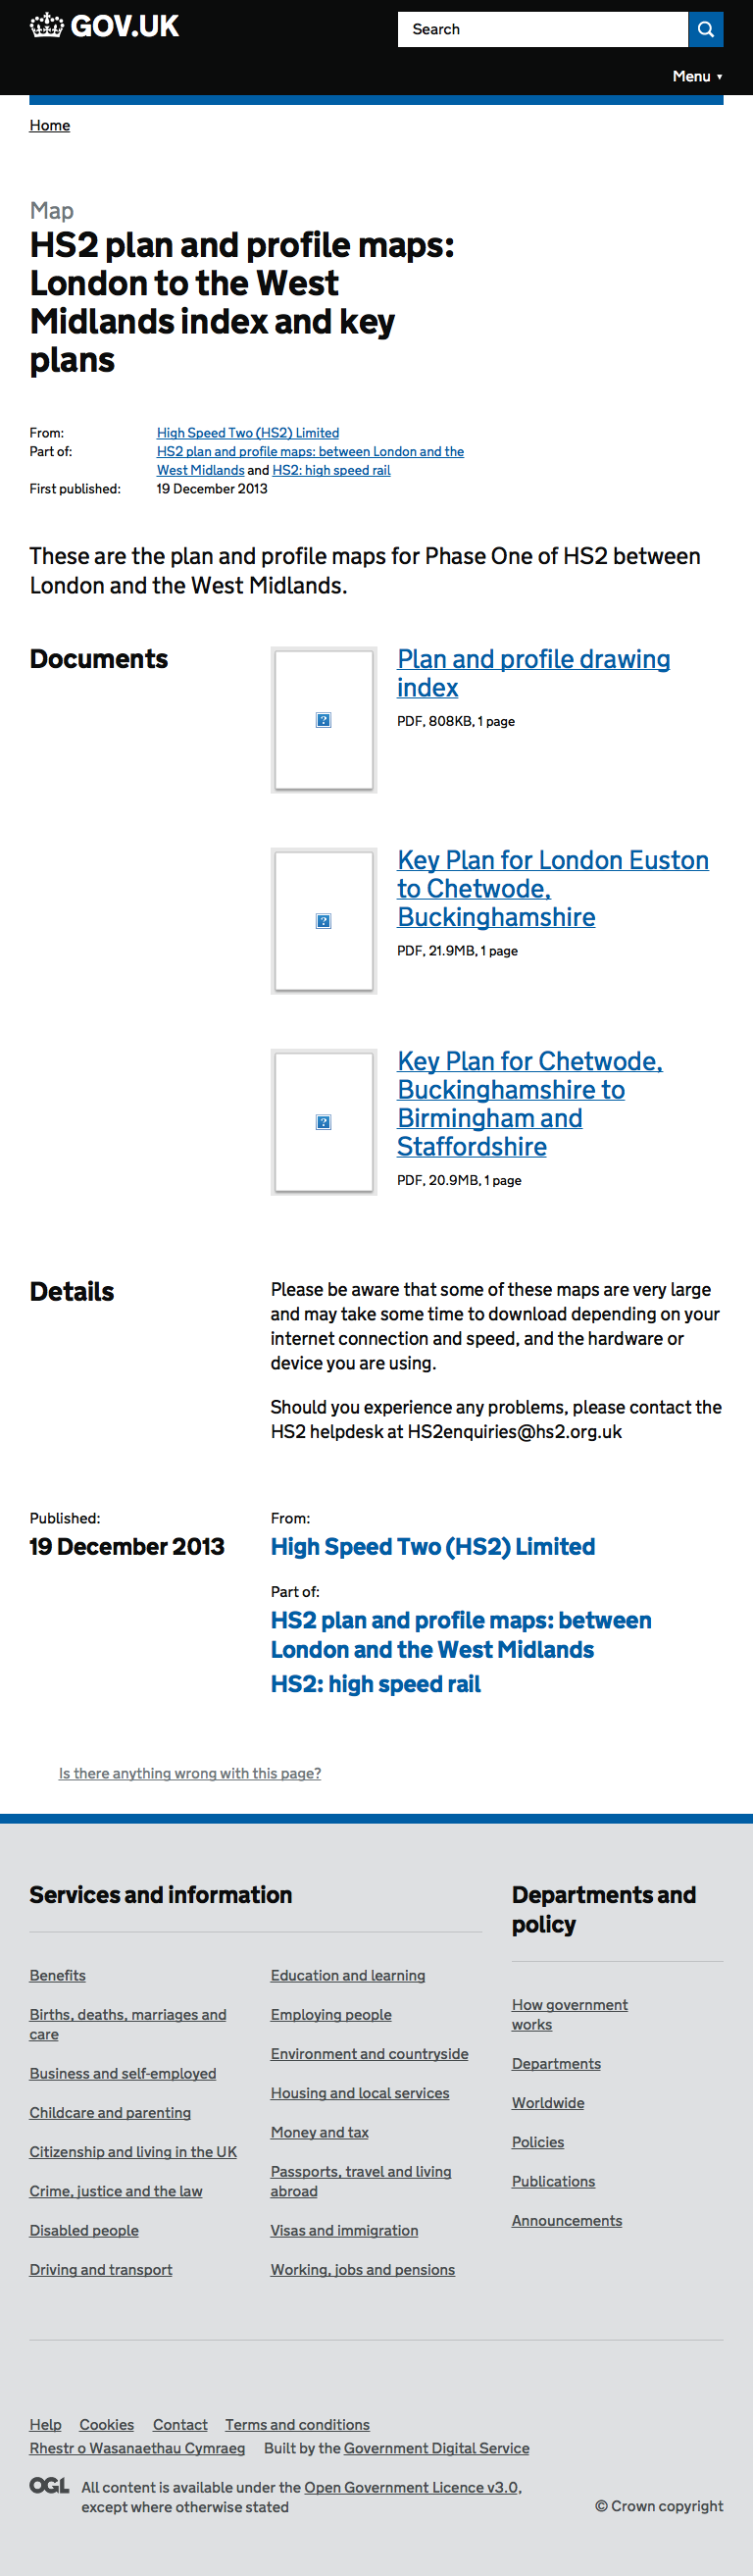 GOV.UK
Search
Menu ▼
Home
Map
HS2 plan and profile maps:
London to the West
Midlands index and key
plans
From: High Speed Two (HS2) Limited
Part of: HS2 plan and profile maps: between London and the
West Midlands and HS2: high speed rail
First published: 19 December 2013
These are the plan and profile maps for Phase One of HS2 between
London and the West Midlands.
Documents
Plan and profile drawing
index
PDF, 808KB, 1 page
Key Plan for London Euston
to Chetwode,
Buckinghamshire
PDF, 21.9MB, 1 page
Key Plan for Chetwode,
Buckinghamshire to
Birmingham and
Staffordshire
PDF, 20.9MB, 1 page
Details
Please be aware that some of these maps are very large
and may take some time to download depending on your
internet connection and speed, and the hardware or
device you are using.
Should you experience any problems, please contact the
HS2 helpdesk at HS2enquiries@hs2.org.uk
Published:
19 December 2013
From:
High Speed Two (HS2) Limited
Part of:
HS2 plan and profile maps: between
London and the West Midlands
HS2: high speed rail
Is there anything wrong with this page?
Services and information
Benefits
Births, deaths, marriages and
care
Business and self-employed
Childcare and parenting
Citizenship and living in the UK
Crime, justice and the law
Disabled people
Driving and transport
Education and learning
Employing people
Environment and countryside
Housing and local services
Money and tax
Passports, travel and living
abroad
Visas and immigration
Working, jobs and pensions
Departments and
policy
How government
works
Departments
Worldwide
Policies
Publications
Announcements
Help Cookies Contact Terms and conditions
Rhestr o Wasanaethau Cymraeg Built by the Government Digital Service
OGL All content is available under the Open Government Licence v3.0,
except where otherwise stated
© Crown copyright